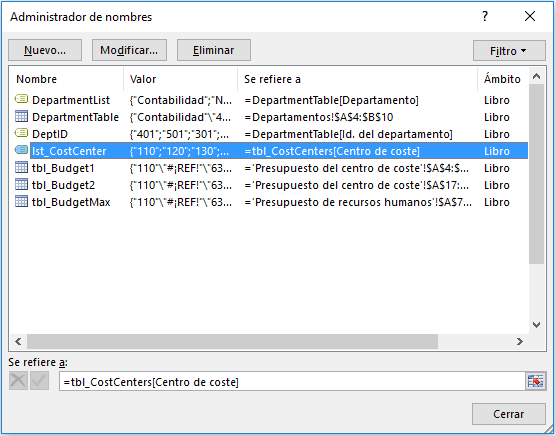 Administrador de nombres ? ×
Nuevo... Modificar... Eliminar Filtro
Nombre Valor Se refiere a Ámbito
DepartmentList {"Contabilidad";"N... =DepartmentTable[Departamento] Libro
DepartmentTable {"Contabilidad"\"4... =Departamentos!$A$4:$B$10 Libro
DeptID {"401";"501";"301";... =DepartmentTable[Id. del departamento] Libro
lst_CostCenter {"110";"120";"130";... =tbl_CostCenters[Centro de coste] Libro
tbl_Budget1 {"110"\"#¡REF!"\"63... ='Presupuesto del centro de coste'!$A$4:$... Libro
tbl_Budget2 {"110"\"#¡REF!"\"63... ='Presupuesto del centro de coste'!$A$17:... Libro
tbl_BudgetMax {"110"\"#¡REF!"\"63... ='Presupuesto de recursos humanos'!$A$7... Libro
Se refiere a:
=tbl_CostCenters[Centro de coste]
Cerrar